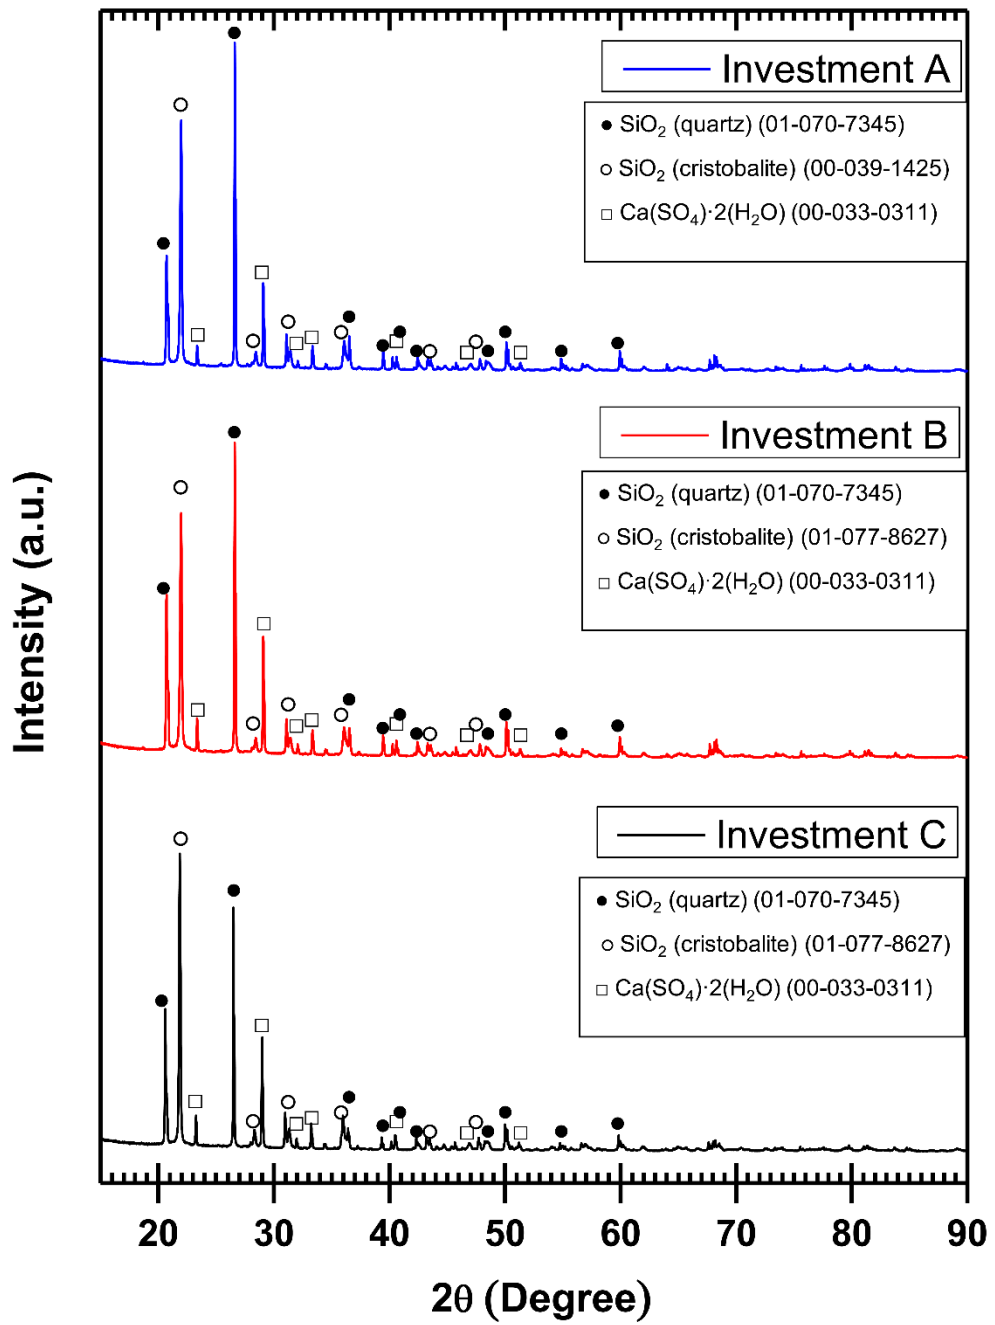 Investment A
● SiO₂ (quartz) (01-070-7345)
○ SiO₂ (cristobalite) (00-039-1425)
□ Ca(SO₄)·2(H₂O) (00-033-0311)
Investment B
● SiO₂ (quartz) (01-070-7345)
○ SiO₂ (cristobalite) (01-077-8627)
□ Ca(SO₄)·2(H₂O) (00-033-0311)
Investment C
● SiO₂ (quartz) (01-070-7345)
○ SiO₂ (cristobalite) (01-077-8627)
□ Ca(SO₄)·2(H₂O) (00-033-0311)
Intensity (a.u.)
20 30 40 50 60 70 80 90
2θ (Degree)